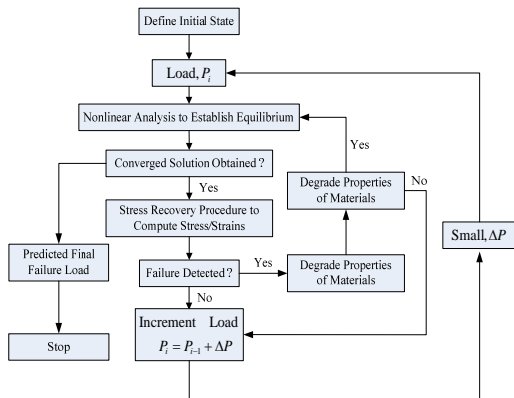 Define Initial State
Load, P_i
Nonlinear Analysis to Establish Equilibrium
Yes
Converged Solution Obtained ?
Degrade Properties
of Materials
No
Yes
Stress Recovery Procedure to
Compute Stress/Strains
Small, ΔP
Predicted Final
Failure Load
Failure Detected ?
Yes
Degrade Properties
of Materials
No
Increment Load
P_i = P_{i-1} + ΔP
Stop